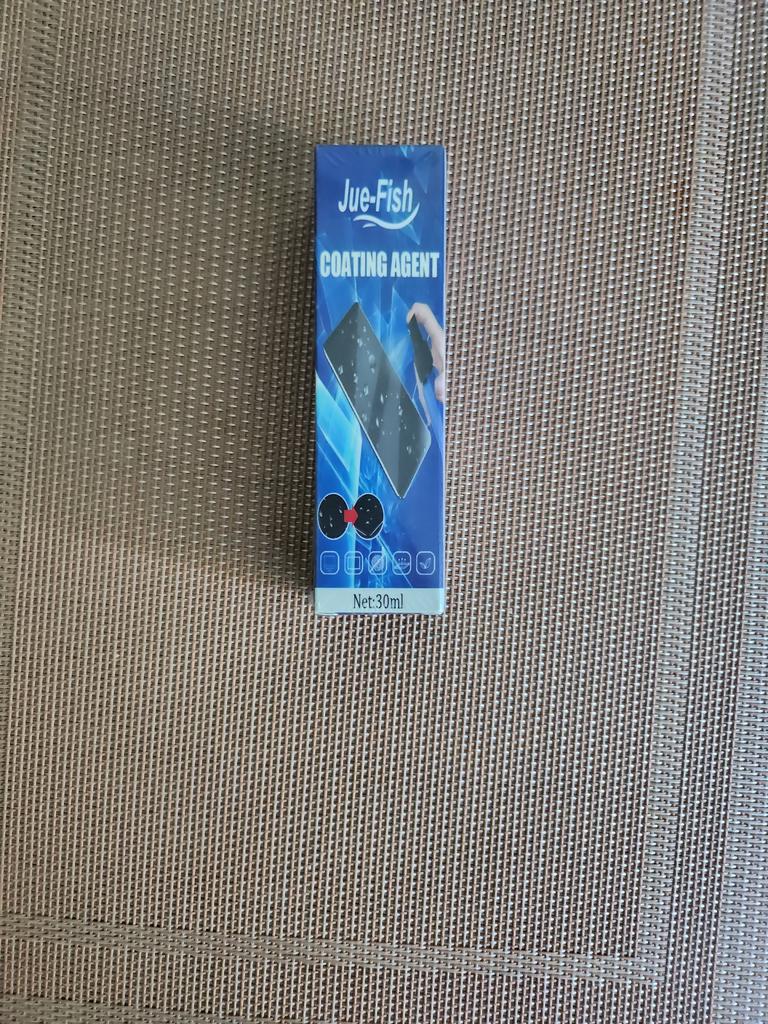 Jue-Fish
COATING AGENT
Net:30ml